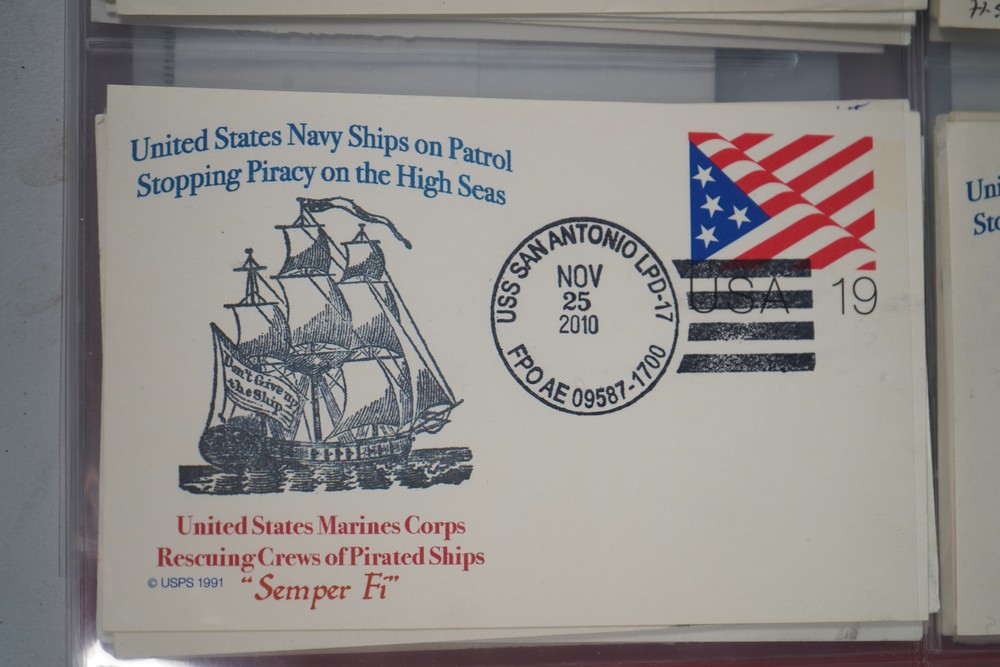 United States Navy Ships on Patrol
Stopping Piracy on the High Seas
Don't Give up
the Ship
USS SAN ANTONIO LPD-17
NOV
25
2010
FPO AE 09587-1700
USA 19
United States Marines Corps
Rescuing Crews of Pirated Ships
© USPS 1991 "Semper Fi"
Uni
Sto